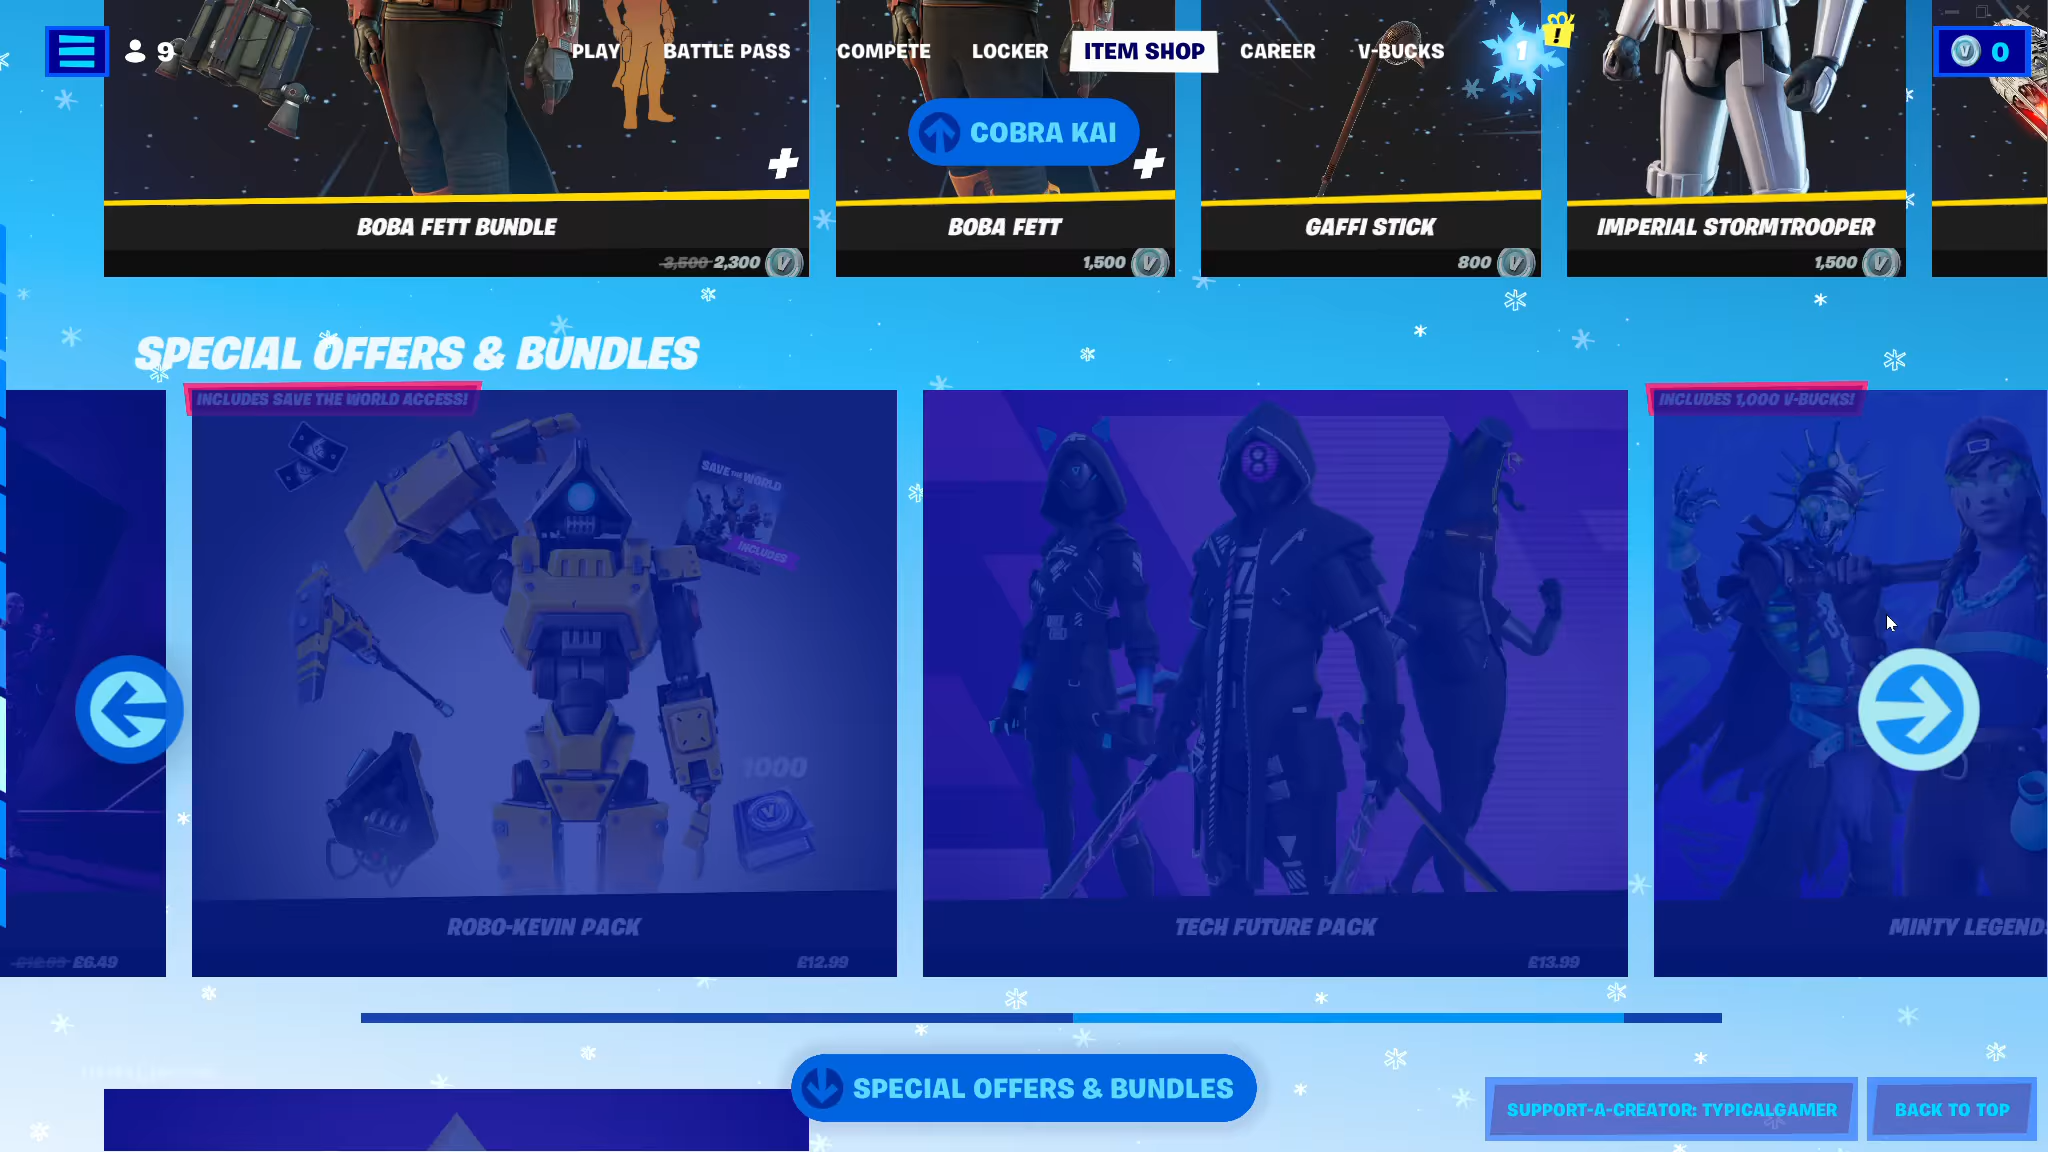 9
PLAY
BATTLE PASS
COMPETE
LOCKER
ITEM SHOP
CAREER
V-BUCKS
1
!
0
COBRA KAI
BOBA FETT BUNDLE
3,500 2,300
BOBA FETT
1,500
GAFFI STICK
800
IMPERIAL STORMTROOPER
1,500
SPECIAL OFFERS & BUNDLES
INCLUDES SAVE THE WORLD ACCESS!
SAVE THE WORLD
INCLUDES
1000
ROBO-KEVIN PACK
£12.99
8
TECH FUTURE PACK
£13.99
INCLUDES 1,000 V-BUCKS!
MINTY LEGENDS
£6.49
SPECIAL OFFERS & BUNDLES
SUPPORT-A-CREATOR: TYPICALGAMER
BACK TO TOP